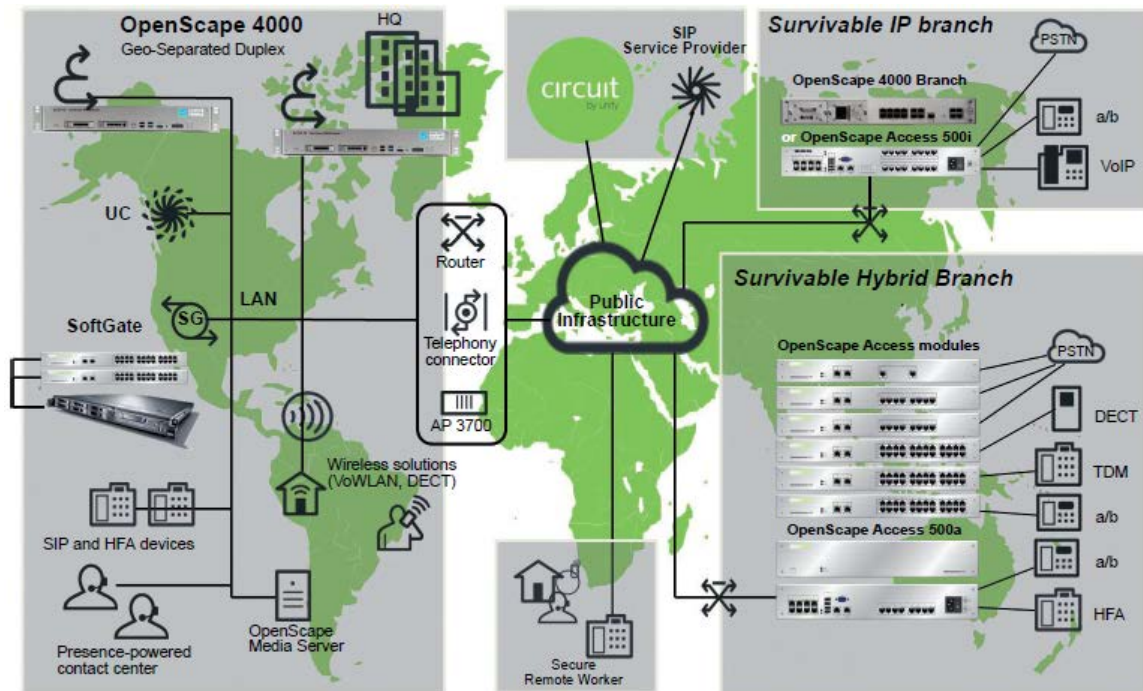 OpenScape 4000
Geo-Separated Duplex
HQ
UC
LAN
SG
SoftGate
SIP and HFA devices
Presence-powered
contact center
OpenScape
Media Server
Wireless solutions
(VoWLAN, DECT)
Router
Telephony
connector
AP 3700
circuit
by unify
SIP
Service Provider
Public
Infrastructure
Secure
Remote Worker
Survivable IP branch
PSTN
OpenScape 4000 Branch
or OpenScape Access 500i
a/b
VoIP
Survivable Hybrid Branch
OpenScape Access modules
PSTN
DECT
TDM
a/b
OpenScape Access 500a
a/b
HFA